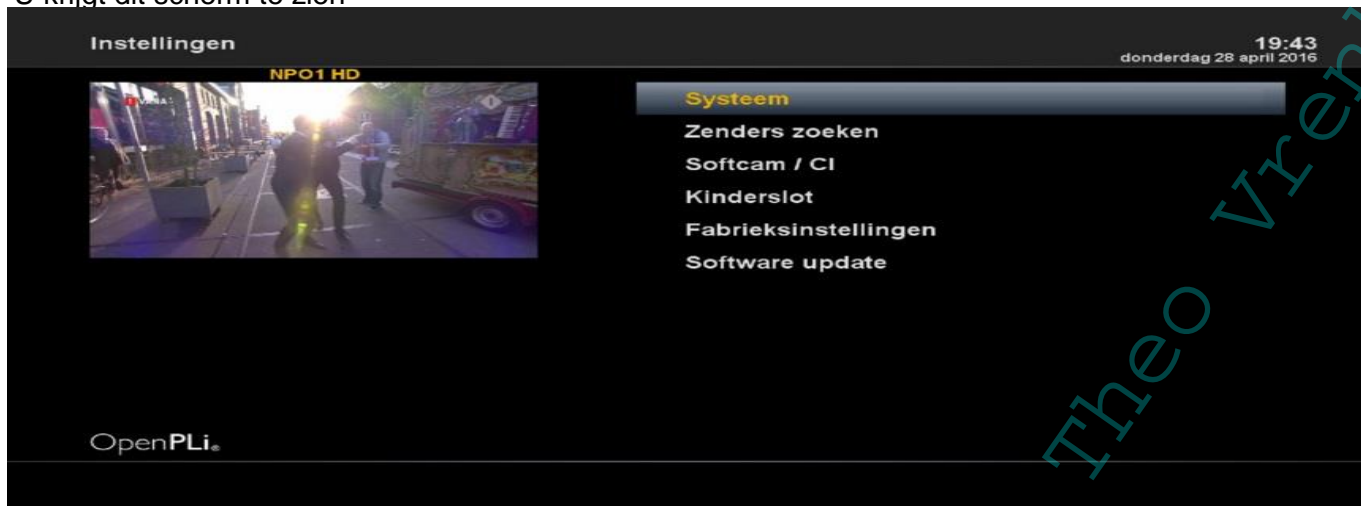 U krijgt dit scherm te zien
Instellingen
19:43
donderdag 28 april 2016
NPO1 HD
VARA
Systeem
Zenders zoeken
Softcam / CI
Kinderslot
Fabrieksinstellingen
Software update
OpenPLi
Theo